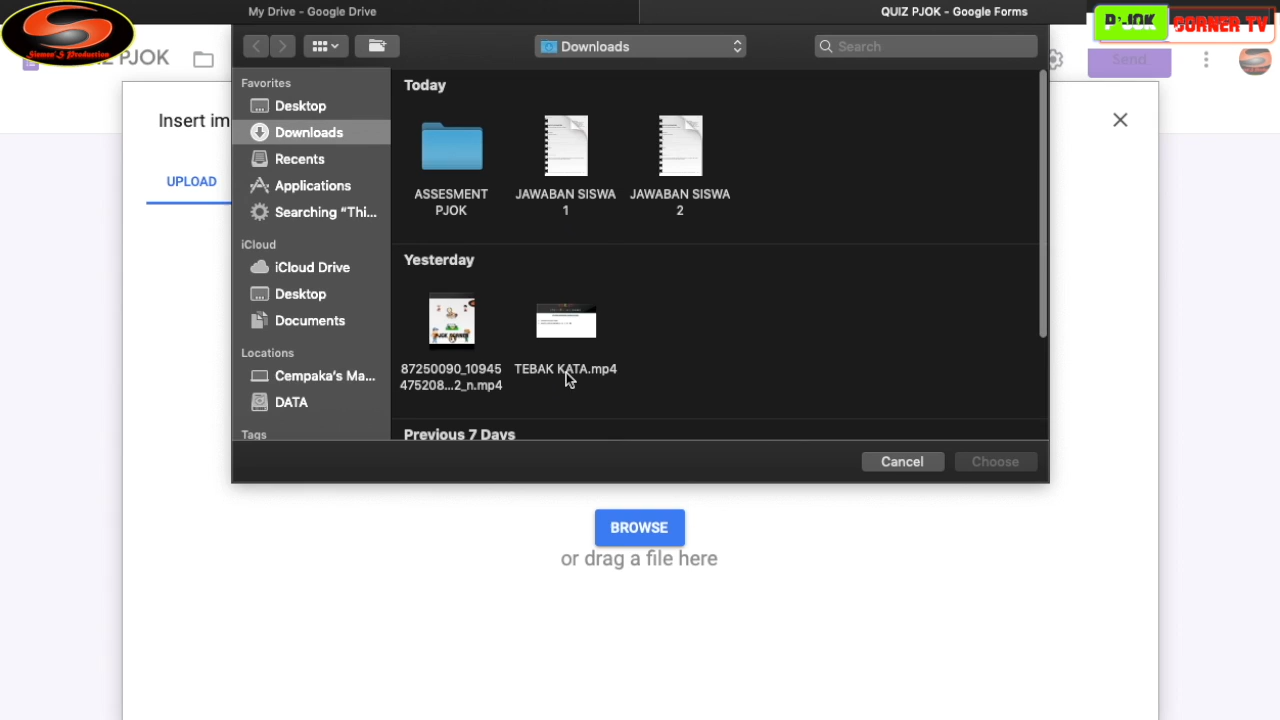 My Drive - Google Drive
QUIZ PJOK - Google Forms
Siemen'S Production
P'JOK CORNER TV
PJOK
Send
Downloads
Search
Insert im
UPLOAD
Favorites
Desktop
Downloads
Recents
Applications
Searching “Thi...
iCloud
iCloud Drive
Desktop
Documents
Locations
Cempaka’s Ma...
DATA
Tags
Today
ASSESMENT
PJOK
JAWABAN SISWA
1
JAWABAN SISWA
2
Yesterday
87250090_10945
475208...2_n.mp4
TEBAK KATA.mp4
Previous 7 Days
Cancel
Choose
BROWSE
or drag a file here